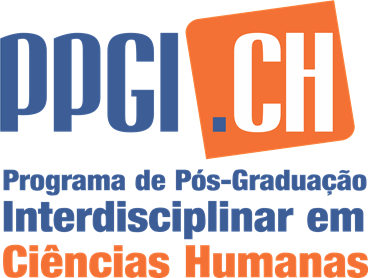 PPGI.CH
Programa de Pós-Graduação
Interdisciplinar em
Ciências Humanas